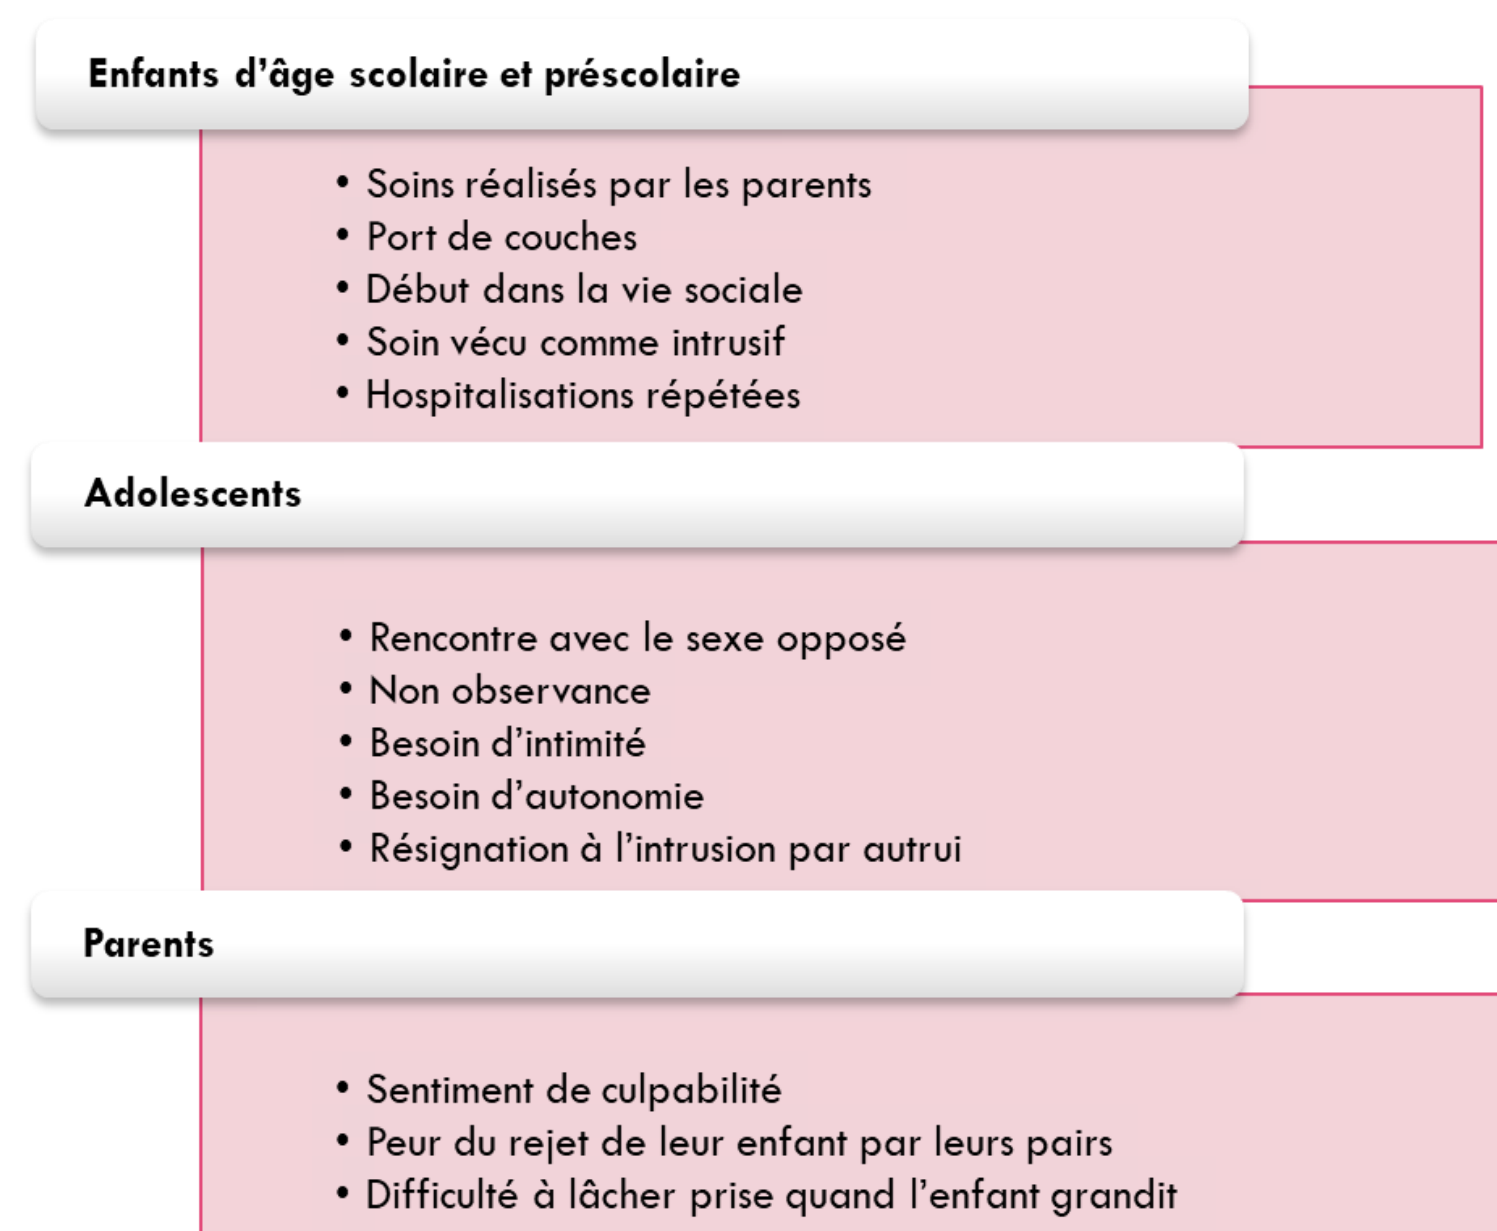 Enfants d’âge scolaire et préscolaire
• Soins réalisés par les parents
• Port de couches
• Début dans la vie sociale
• Soin vécu comme intrusif
• Hospitalisations répétées
Adolescents
• Rencontre avec le sexe opposé
• Non observance
• Besoin d’intimité
• Besoin d’autonomie
• Résignation à l’intrusion par autrui
Parents
• Sentiment de culpabilité
• Peur du rejet de leur enfant par leurs pairs
• Difficulté à lâcher prise quand l’enfant grandit